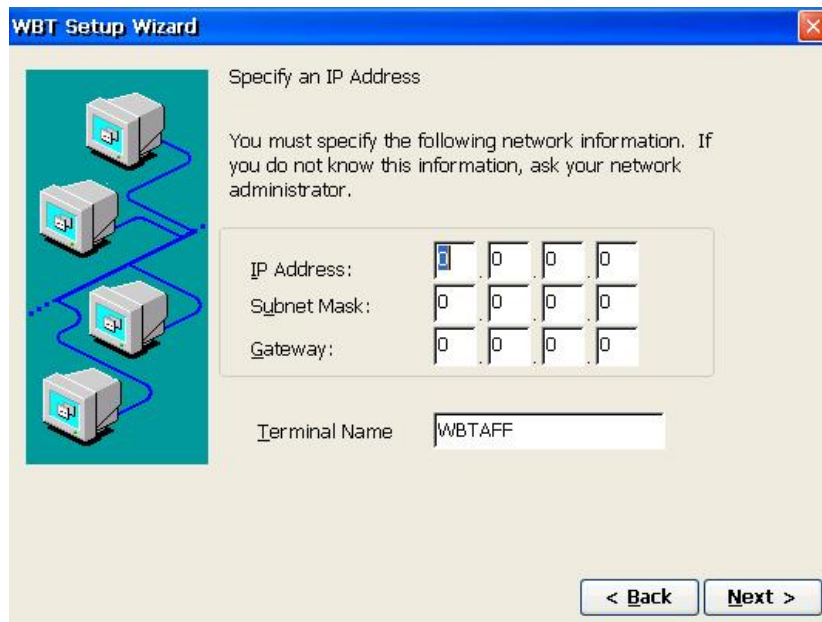 WBT Setup Wizard
Specify an IP Address
You must specify the following network information. If
you do not know this information, ask your network
administrator.
IP Address: 0 . 0 . 0 . 0
Subnet Mask: 0 . 0 . 0 . 0
Gateway: 0 . 0 . 0 . 0
Terminal Name WBTAFF
< Back Next >